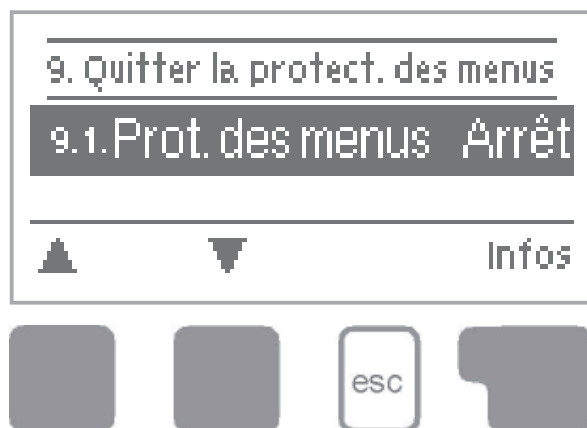 9. Quitter la protect. des menus
9.1.Prot. des menus Arrêt
▲ ▼ Infos
esc